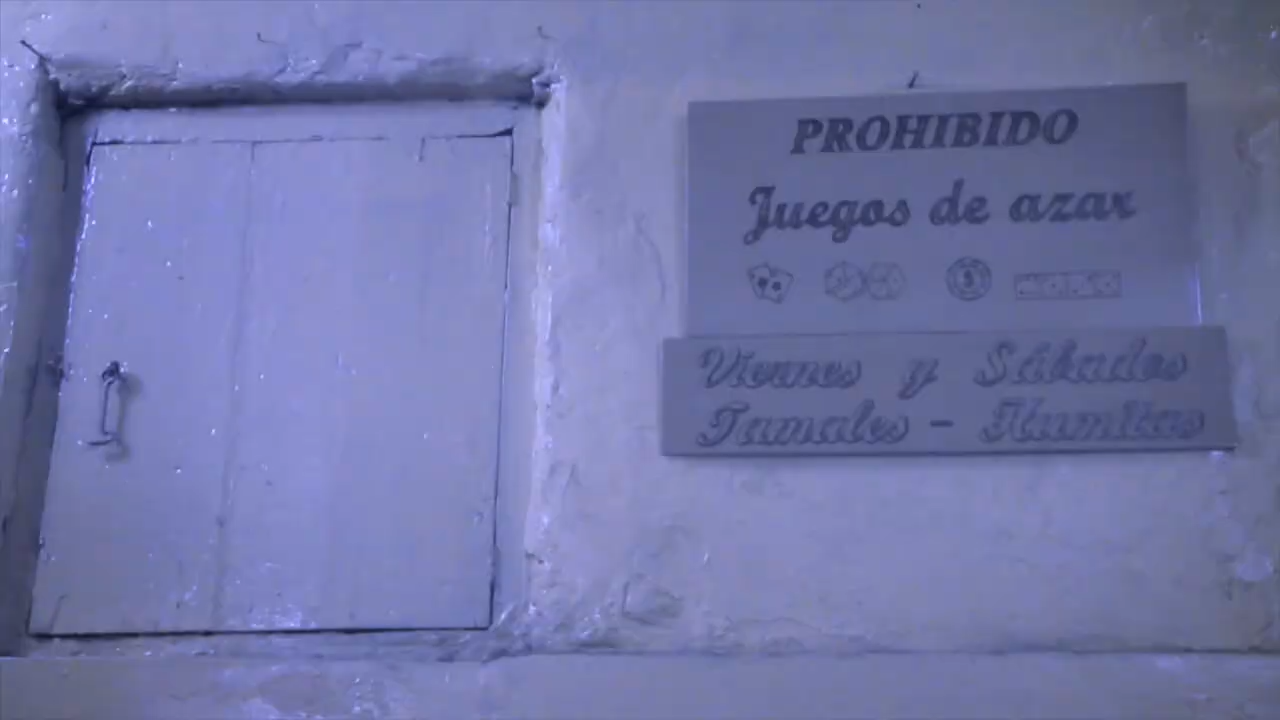 PROHIBIDO
Juegos de azar
Viernes y Sábados
Tamales - Humitas